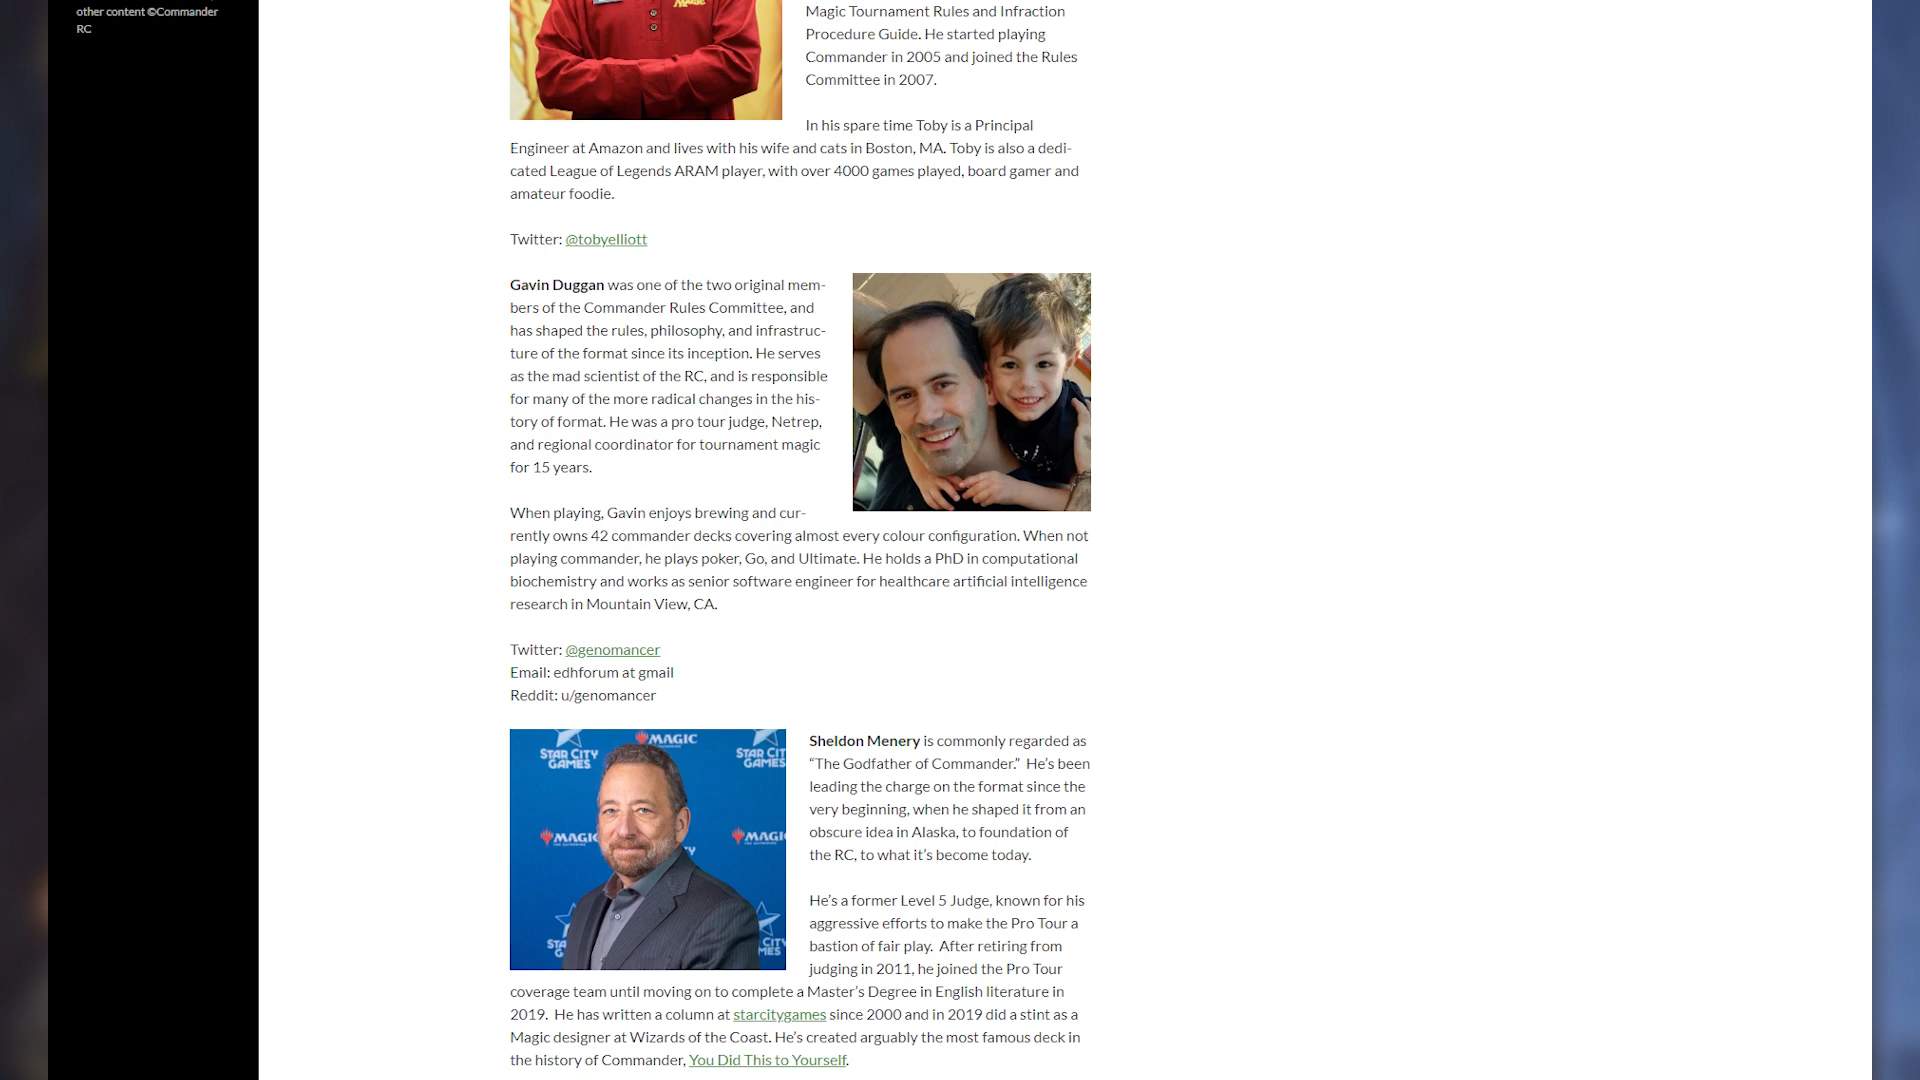 other content ©Commander
RC
Magic Tournament Rules and Infraction
Procedure Guide. He started playing
Commander in 2005 and joined the Rules
Committee in 2007.
In his spare time Toby is a Principal
Engineer at Amazon and lives with his wife and cats in Boston, MA. Toby is also a dedi-
cated League of Legends ARAM player, with over 4000 games played, board gamer and
amateur foodie.
Twitter: @tobyelliott
Gavin Duggan was one of the two original mem-
bers of the Commander Rules Committee, and
has shaped the rules, philosophy, and infrastruc-
ture of the format since its inception. He serves
as the mad scientist of the RC, and is responsible
for many of the more radical changes in the his-
tory of format. He was a pro tour judge, Netrep,
and regional coordinator for tournament magic
for 15 years.
When playing, Gavin enjoys brewing and cur-
rently owns 42 commander decks covering almost every colour configuration. When not
playing commander, he plays poker, Go, and Ultimate. He holds a PhD in computational
biochemistry and works as senior software engineer for healthcare artificial intelligence
research in Mountain View, CA.
Twitter: @genomancer
Email: edhforum at gmail
Reddit: u/genomancer
STAR CITY
GAMES
MAGIC
STAR CIT
GAMES
MAGIC
MAGI
STA
G
CITY
MES
Sheldon Menery is commonly regarded as
“The Godfather of Commander.”  He’s been
leading the charge on the format since the
very beginning, when he shaped it from an
obscure idea in Alaska, to foundation of
the RC, to what it’s become today.
He’s a former Level 5 Judge, known for his
aggressive efforts to make the Pro Tour a
bastion of fair play.  After retiring from
judging in 2011, he joined the Pro Tour
coverage team until moving on to complete a Master’s Degree in English literature in
2019.  He has written a column at starcitygames since 2000 and in 2019 did a stint as a
Magic designer at Wizards of the Coast. He’s created arguably the most famous deck in
the history of Commander, You Did This to Yourself.